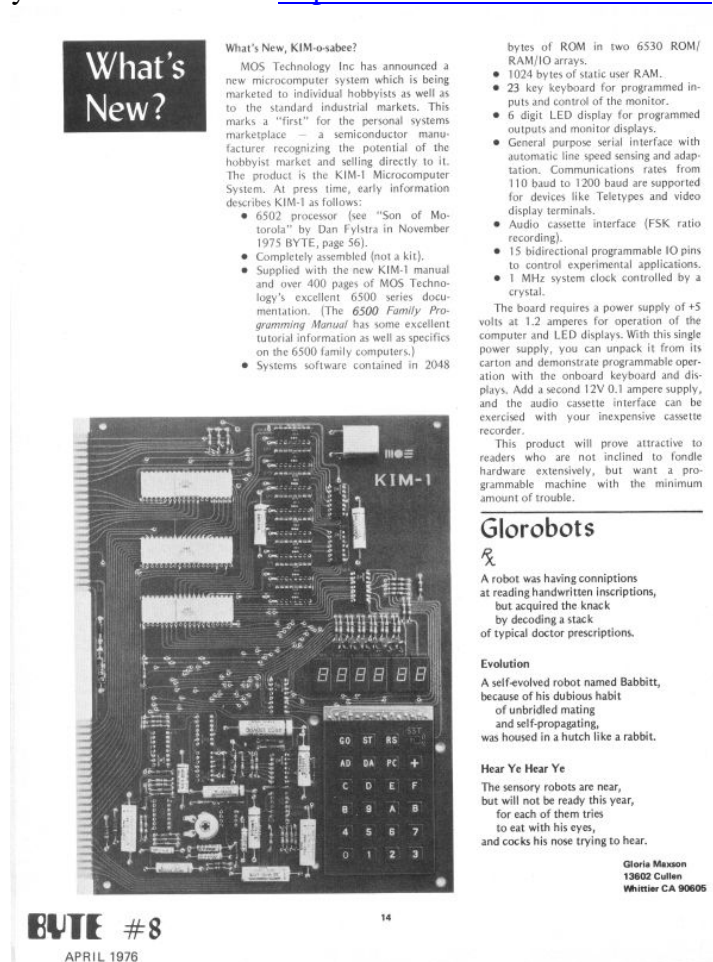 What's
New?
What's New, KIM-o-sabee?
MOS Technology Inc has announced a
new microcomputer system which is being
marketed to individual hobbyists as well as
to the standard industrial markets. This
marks a "first" for the personal systems
marketplace — a semiconductor manu-
facturer recognizing the potential of the
hobbyist market and selling directly to it.
The product is the KIM-1 Microcomputer
System. At press time, early information
describes KIM-1 as follows:
• 6502 processor (see "Son of Mo-
torola" by Dan Fylstra in November
1975 BYTE, page 56).
• Completely assembled (not a kit).
• Supplied with the new KIM-1 manual
and over 400 pages of MOS Techno-
logy's excellent 6500 series docu-
mentation. (The 6500 Family Pro-
gramming Manual has some excellent
tutorial information as well as specifics
on the 6500 family computers.)
• Systems software contained in 2048
bytes of ROM in two 6530 ROM/
RAM/IO arrays.
• 1024 bytes of static user RAM.
• 23 key keyboard for programmed in-
puts and control of the monitor.
• 6 digit LED display for programmed
outputs and monitor displays.
• General purpose serial interface with
automatic line speed sensing and adap-
tation. Communications rates from
110 baud to 1200 baud are supported
for devices like Teletypes and video
display terminals.
• Audio cassette interface (FSK ratio
recording).
• 15 bidirectional programmable IO pins
to control experimental applications.
• 1 MHz system clock controlled by a
crystal.
The board requires a power supply of +5
volts at 1.2 amperes for operation of the
computer and LED displays. With this single
power supply, you can unpack it from its
carton and demonstrate programmable oper-
ation with the onboard keyboard and dis-
plays. Add a second 12V 0.1 ampere supply,
and the audio cassette interface can be
exercised with your inexpensive cassette
recorder.
This product will prove attractive to
readers who are not inclined to fondle
hardware extensively, but want a pro-
grammable machine with the minimum
amount of trouble.
MOS
KIM-1
GO ST RS SST
AD DA PC +
C D E F
8 9 A B
4 5 6 7
0 1 2 3
Glorobots
℞
A robot was having conniptions
at reading handwritten inscriptions,
but acquired the knack
by decoding a stack
of typical doctor prescriptions.
Evolution
A self-evolved robot named Babbitt,
because of his dubious habit
of unbridled mating
and self-propagating,
was housed in a hutch like a rabbit.
Hear Ye Hear Ye
The sensory robots are near,
but will not be ready this year,
for each of them tries
to eat with his eyes,
and cocks his nose trying to hear.
Gloria Maxson
13602 Cullen
Whittier CA 90605
14
BYTE #8
APRIL 1976